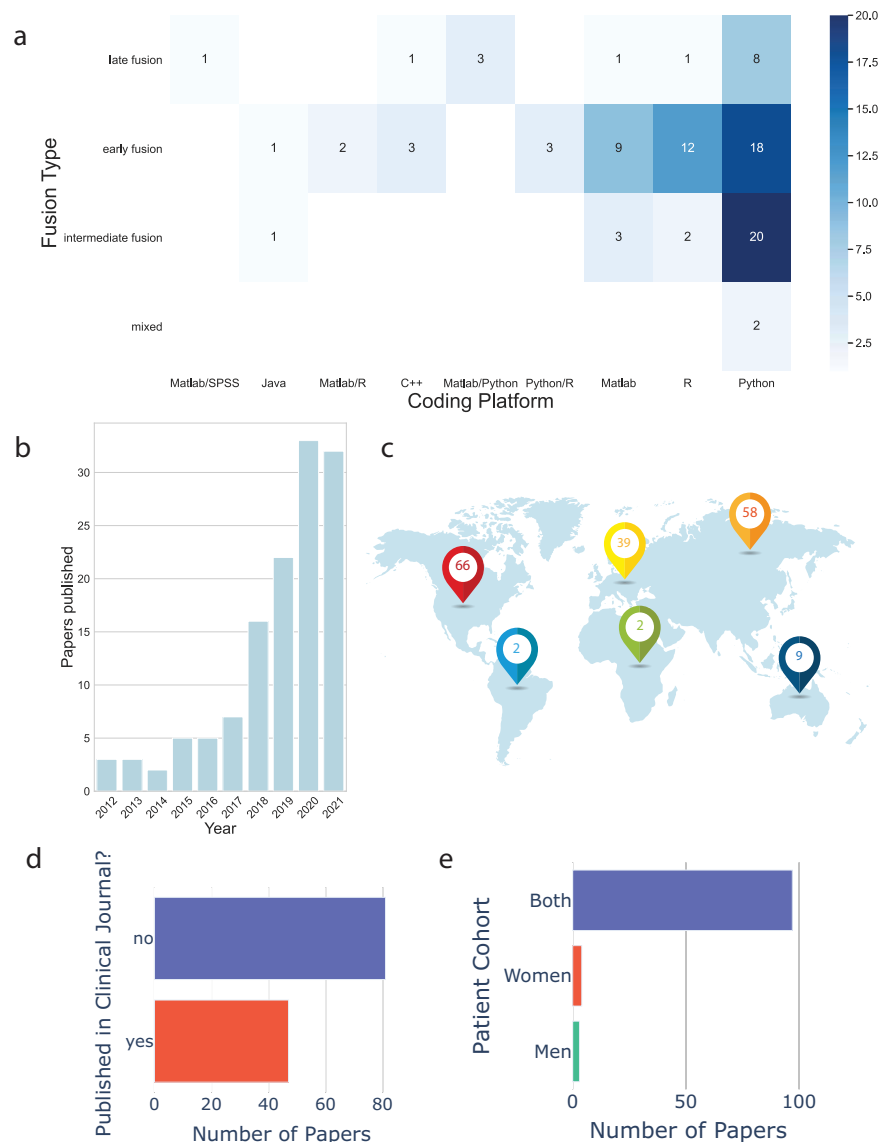 a
Fusion Type
late fusion
1 1 3 1 1 8
early fusion
1 2 3 3 9 12 18
intermediate fusion
1 3 2 20
mixed
2
Matlab/SPSS Java Matlab/R C++ Matlab/Python Python/R Matlab R Python
Coding Platform
20.0
17.5
15.0
12.5
10.0
7.5
5.0
2.5
b
Papers published
30
25
20
15
10
5
0
2012 2013 2014 2015 2016 2017 2018 2019 2020 2021
Year
c
66
39
58
2
2
9
d
Published in Clinical Journal?
no
yes
0 20 40 60 80
Number of Papers
e
Patient Cohort
Both
Women
Men
0 50 100
Number of Papers